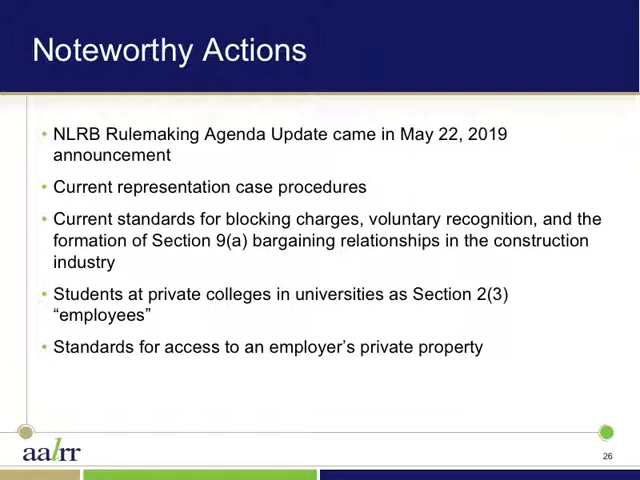 Noteworthy Actions
• NLRB Rulemaking Agenda Update came in May 22, 2019
announcement
• Current representation case procedures
• Current standards for blocking charges, voluntary recognition, and the
formation of Section 9(a) bargaining relationships in the construction
industry
• Students at private colleges in universities as Section 2(3)
“employees”
• Standards for access to an employer’s private property
aalrr
26